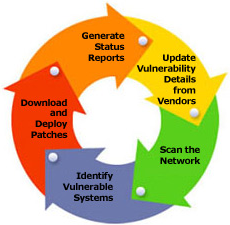 Generate
Status
Reports
Update
Vulnerability
Details
from
Vendors
Scan the
Network
Identify
Vulnerable
Systems
Download
and
Deploy
Patches